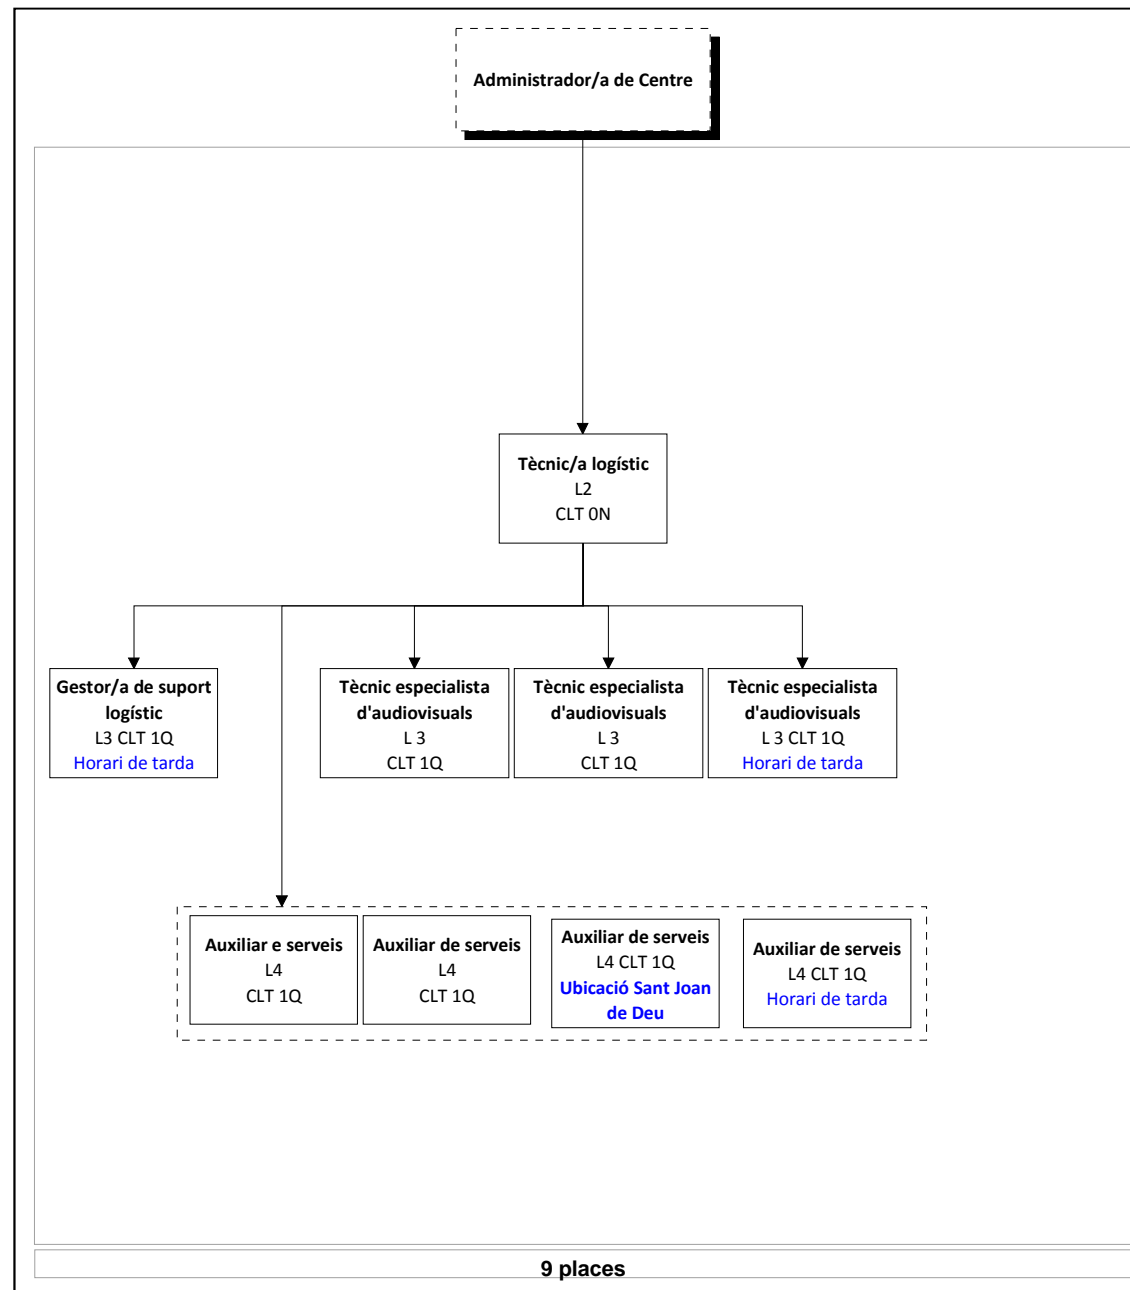 Administrador/a de Centre
Tècnic/a logístic
L2
CLT 0N
Gestor/a de suport
logístic
L3 CLT 1Q
Horari de tarda
Tècnic especialista
d'audiovisuals
L 3
CLT 1Q
Tècnic especialista
d'audiovisuals
L 3
CLT 1Q
Tècnic especialista
d'audiovisuals
L 3 CLT 1Q
Horari de tarda
Auxiliar e serveis
L4
CLT 1Q
Auxiliar de serveis
L4
CLT 1Q
Auxiliar de serveis
L4 CLT 1Q
Ubicació Sant Joan
de Deu
Auxiliar de serveis
L4 CLT 1Q
Horari de tarda
9 places